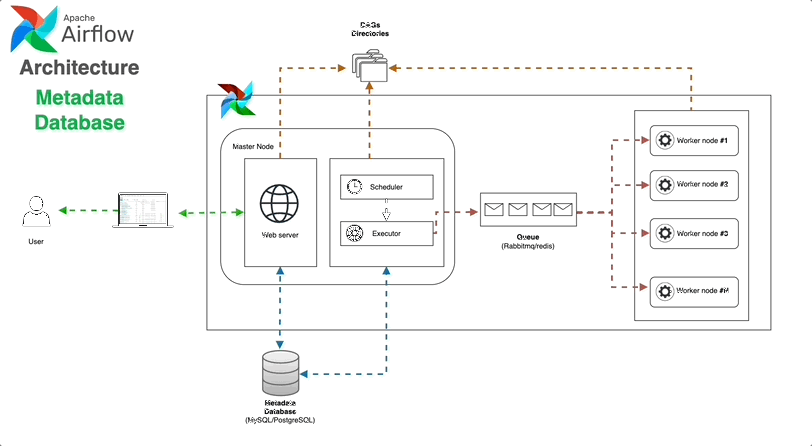 Apache
Airflow
Architecture
Metadata
Database
DAGs
Directories
Master Node
Scheduler
Executor
Web server
User
Queue
(Rabbitmq/redis)
Worker node #1
Worker node #2
Worker node #3
Worker node #N
Metadata
Database
(MySQL/PostgreSQL)